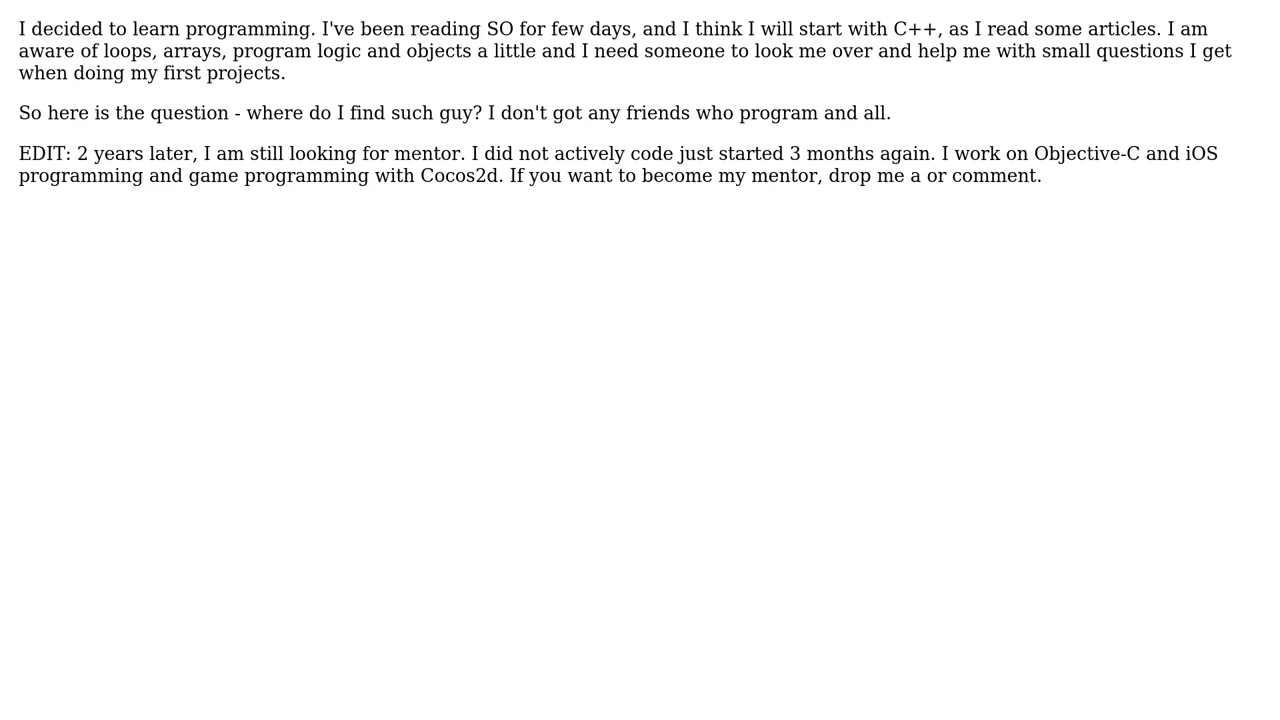 I decided to learn programming. I've been reading SO for few days, and I think I will start with C++, as I read some articles. I am
aware of loops, arrays, program logic and objects a little and I need someone to look me over and help me with small questions I get
when doing my first projects.
So here is the question - where do I find such guy? I don't got any friends who program and all.
EDIT: 2 years later, I am still looking for mentor. I did not actively code just started 3 months again. I work on Objective-C and iOS
programming and game programming with Cocos2d. If you want to become my mentor, drop me a or comment.